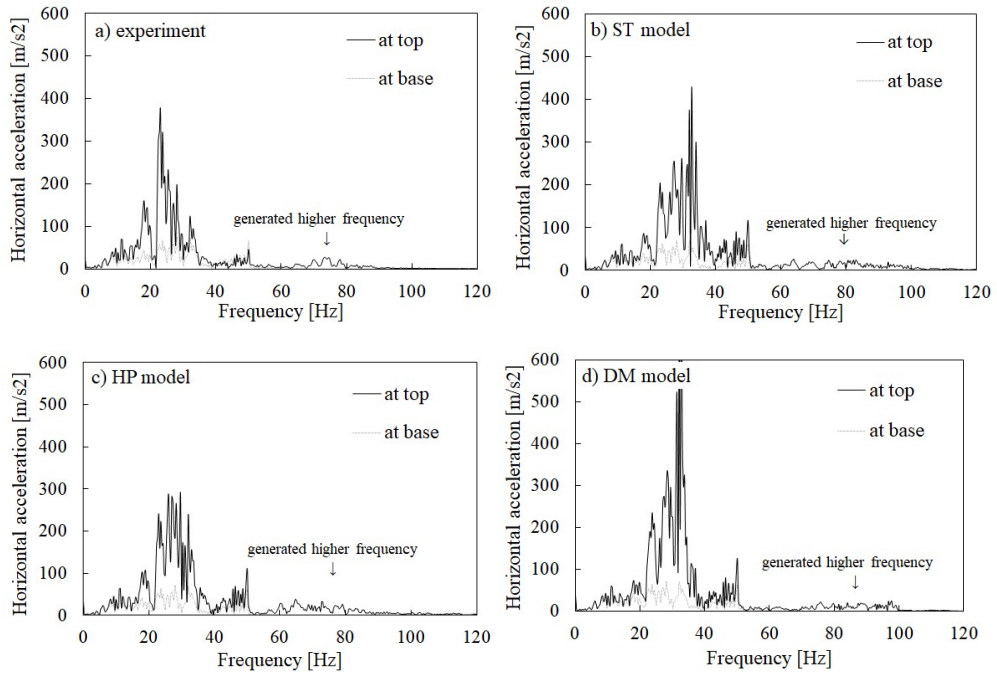 a) experiment
at top
at base
generated higher frequency
↓
600
500
400
300
200
100
0
0 20 40 60 80 100 120
Horizontal acceleration [m/s2]
Frequency [Hz]
b) ST model
at top
at base
generated higher frequency
↓
600
500
400
300
200
100
0
0 20 40 60 80 100 120
Horizontal acceleration [m/s2]
Frequency [Hz]
c) HP model
at top
at base
generated higher frequency
↓
600
500
400
300
200
100
0
0 20 40 60 80 100 120
Horizontal acceleration [m/s2]
Frequency [Hz]
d) DM model
at top
at base
generated higher frequency
↓
600
500
400
300
200
100
0
0 20 40 60 80 100 120
Horizontal acceleration [m/s2]
Frequency [Hz]